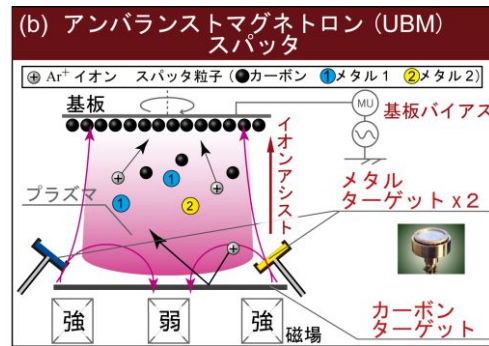 (b) アンバランストマグネトロン (UBM)
スパッタ
⊕ Ar⁺ イオン スパッタ粒子 (●カーボン ①メタル1 ②メタル2)
基板
MU
基板バイアス
イオンアシスト
+
+
1
1
2
プラズマ
+
メタル
ターゲット x 2
カーボン
ターゲット
強
弱
強
磁場